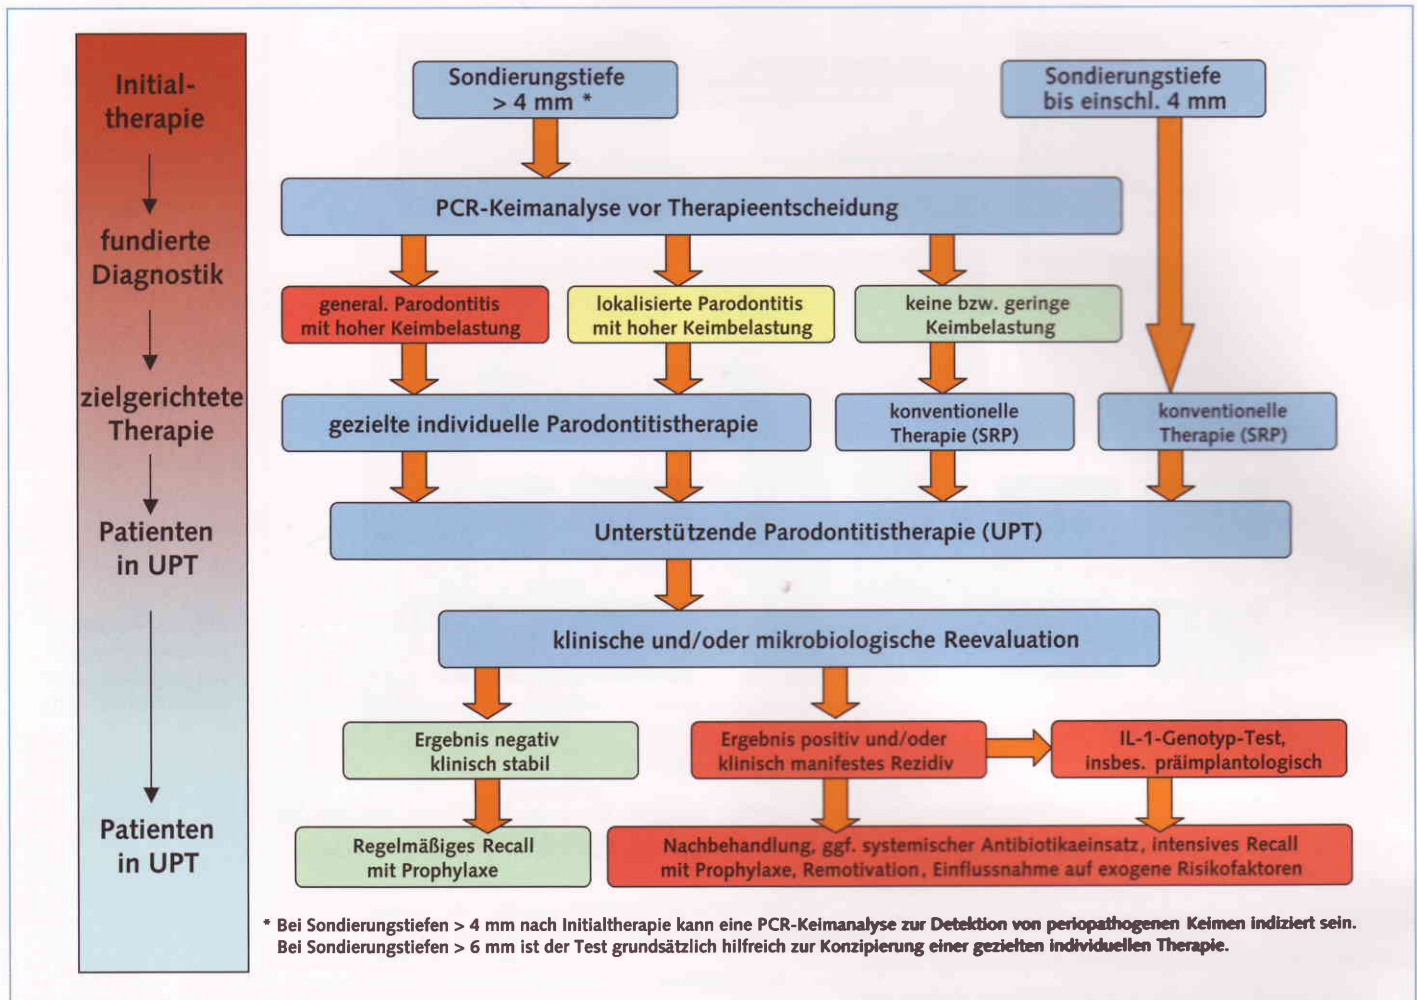 Initial-
therapie
fundierte
Diagnostik
zielgerichtete
Therapie
Patienten
in UPT
Patienten
in UPT
Sondierungstiefe
> 4 mm *
Sondierungstiefe
bis einschl. 4 mm
PCR-Keimanalyse vor Therapieentscheidung
general. Parodontitis
mit hoher Keimbelastung
lokalisierte Parodontitis
mit hoher Keimbelastung
keine bzw. geringe
Keimbelastung
gezielte individuelle Parodontitistherapie
konventionelle
Therapie (SRP)
konventionelle
Therapie (SRP)
Unterstützende Parodontitistherapie (UPT)
klinische und/oder mikrobiologische Reevaluation
Ergebnis negativ
klinisch stabil
Ergebnis positiv und/oder
klinisch manifestes Rezidiv
IL-1-Genotyp-Test,
insbes. präimplantologisch
Regelmäßiges Recall
mit Prophylaxe
Nachbehandlung, ggf. systemischer Antibiotikaeinsatz, intensives Recall
mit Prophylaxe, Remotivation, Einflussnahme auf exogene Risikofaktoren
* Bei Sondierungstiefen > 4 mm nach Initialtherapie kann eine PCR-Keimanalyse zur Detektion von periopathogenen Keimen indiziert sein.
Bei Sondierungstiefen > 6 mm ist der Test grundsätzlich hilfreich zur Konzipierung einer gezielten individuellen Therapie.